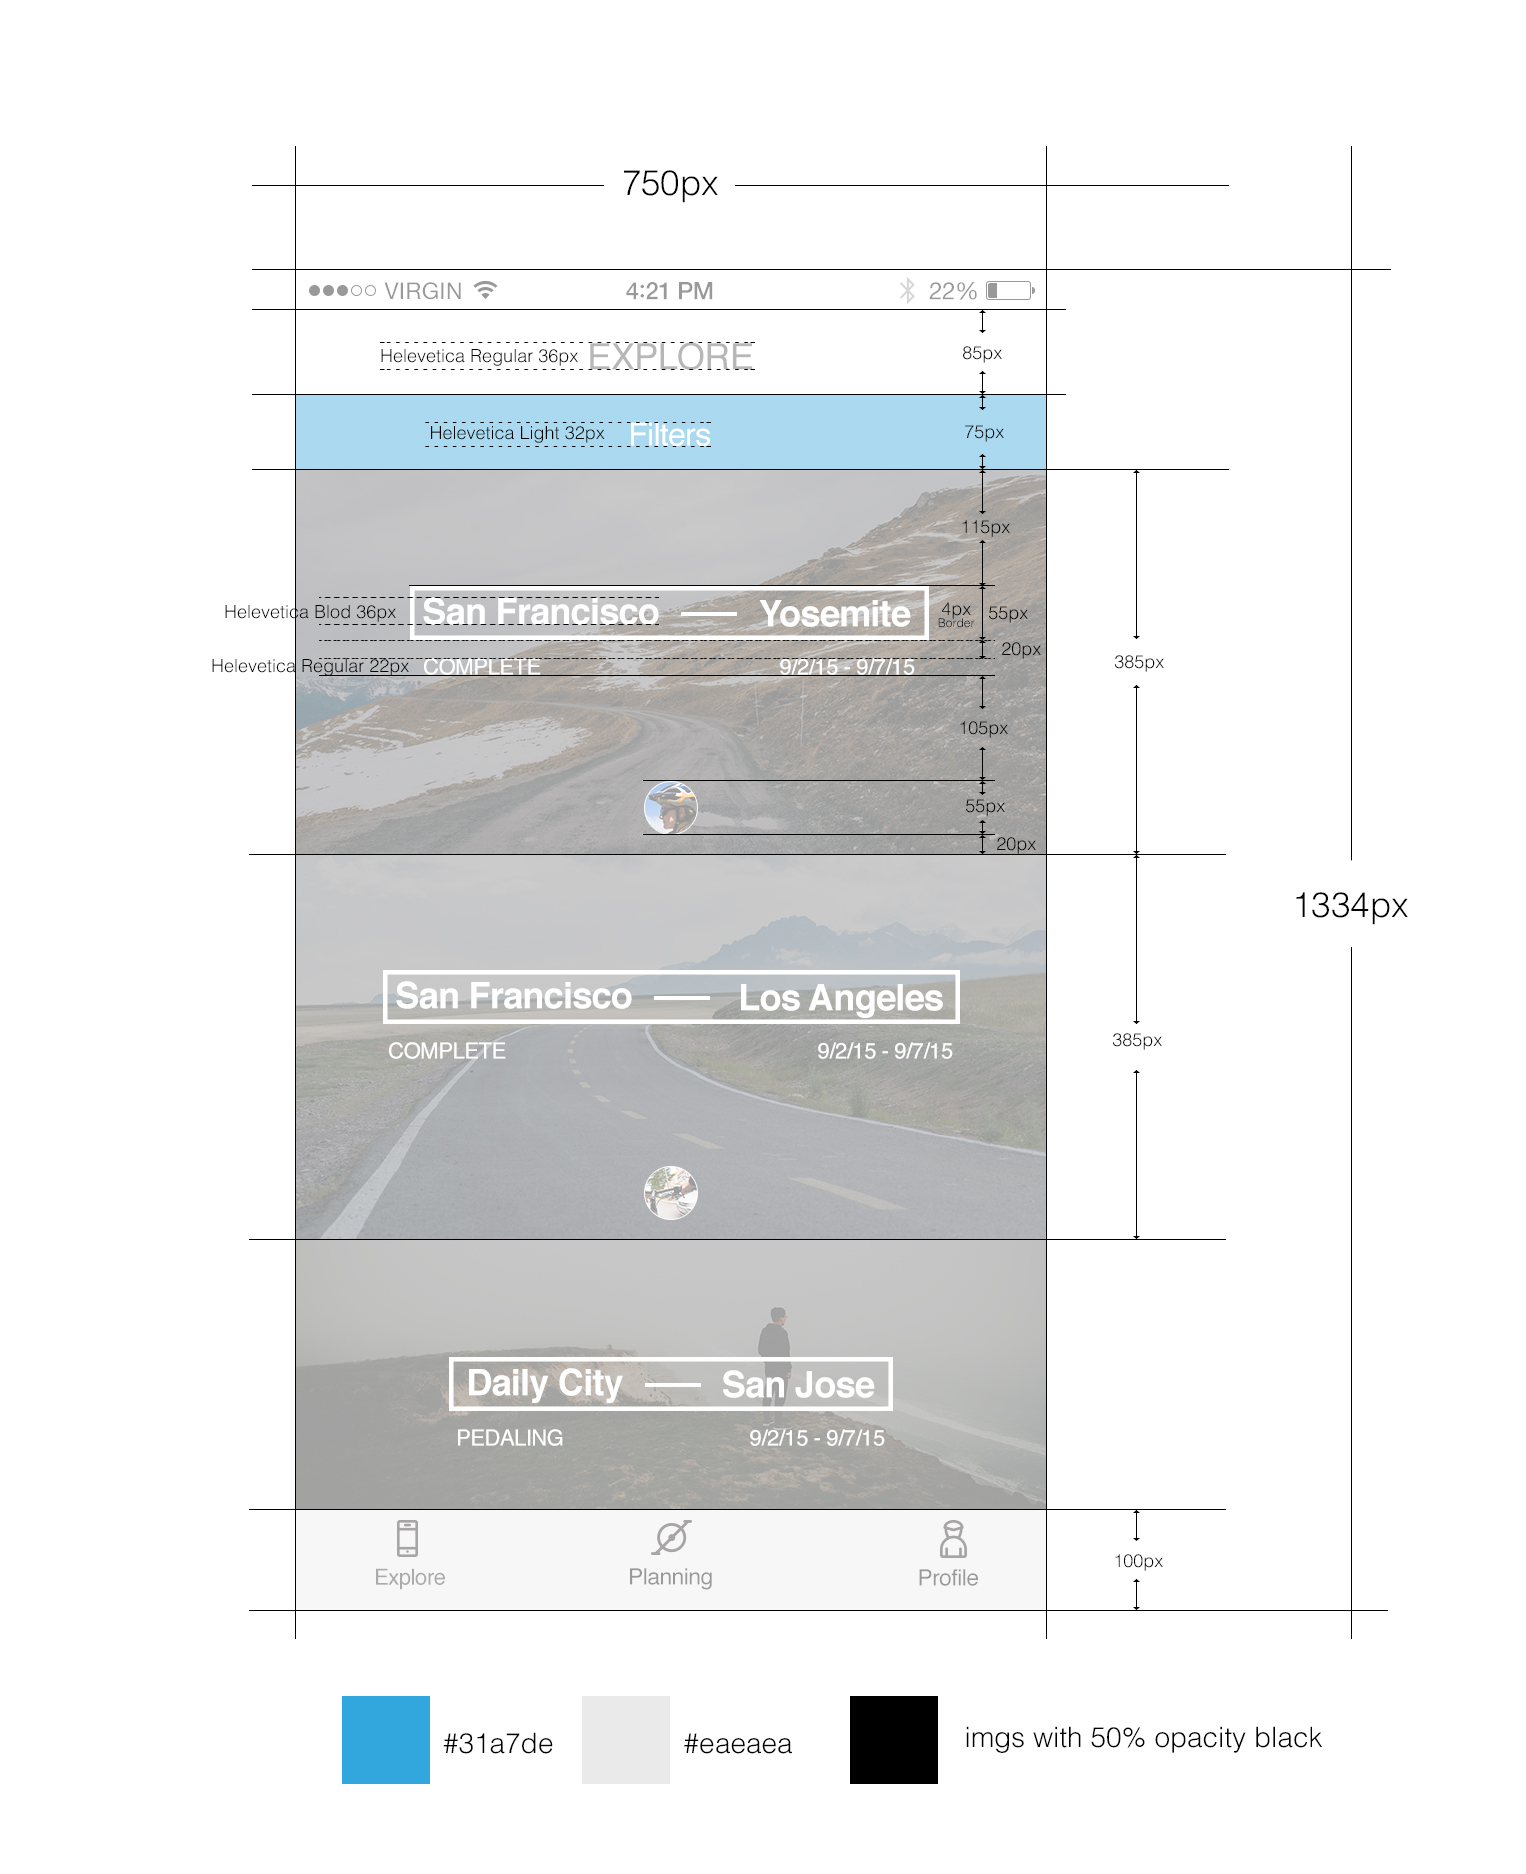 750px
VIRGIN 4:21 PM 22%
Helevetica Regular 36px EXPLORE 85px
Helevetica Light 32px Filters 75px
115px
Helevetica Blod 36px San Francisco — Yosemite 4px Border 55px
20px
Helevetica Regular 22px COMPLETE 9/2/15 - 9/7/15 385px
105px
55px
20px
1334px
San Francisco — Los Angeles
385px
COMPLETE 9/2/15 - 9/7/15
Daily City — San Jose
PEDALING 9/2/15 - 9/7/15
100px
Explore Planning Profile
#31a7de #eaeaea imgs with 50% opacity black